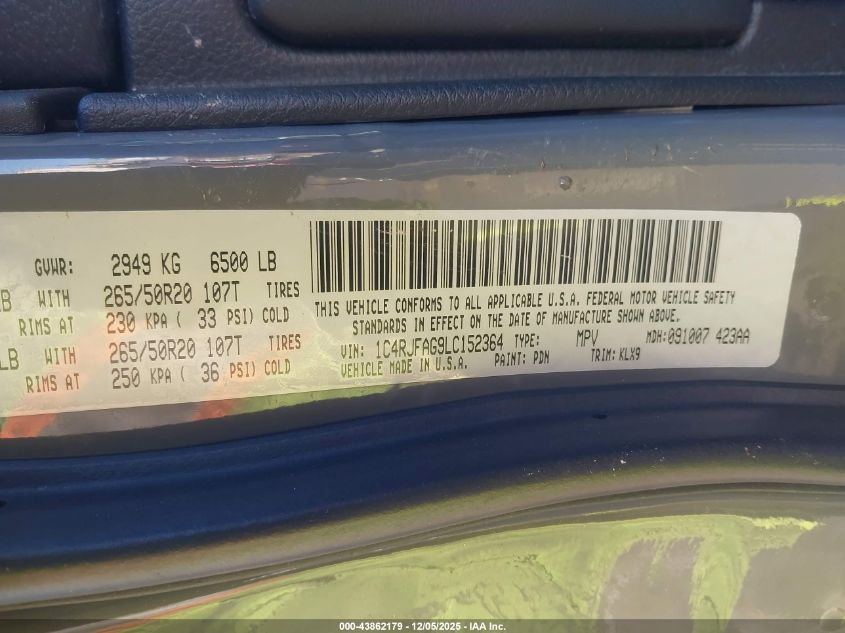 GVWR: 2949 KG 6500 LB
LB WITH 265/50R20 107T TIRES
RIMS AT 230 KPA ( 33 PSI) COLD
LB WITH 265/50R20 107T TIRES
RIMS AT 250 KPA ( 36 PSI) COLD
THIS VEHICLE CONFORMS TO ALL APPLICABLE U.S.A. FEDERAL MOTOR VEHICLE SAFETY
STANDARDS IN EFFECT ON THE DATE OF MANUFACTURE SHOWN ABOVE.
VIN: 1C4RJFAG9LC152364 TYPE: MPV MDH:091007 423AA
VEHICLE MADE IN U.S.A. PAINT: PDN TRIM: KLX9
000-43862179 - 12/05/2025 - IAA Inc.